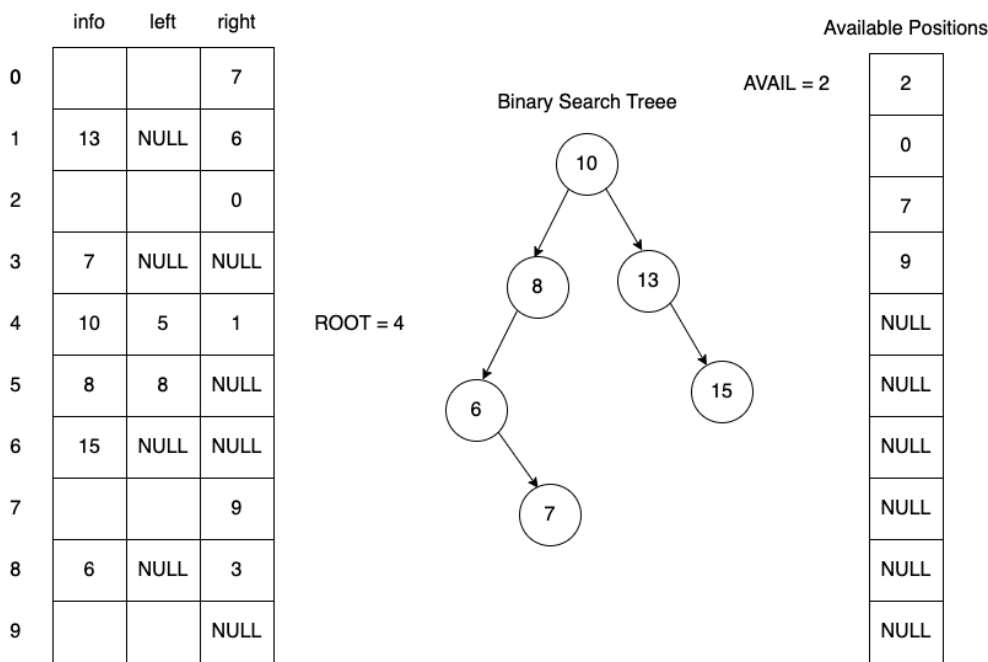 info left right
Available Positions
0 7
AVAIL = 2
2
Binary Search Treee
1 13 NULL 6
0
10
2 0
7
3 7 NULL NULL
8
13
9
4 10 5 1
ROOT = 4
NULL
5 8 8 NULL
6
15
NULL
6 15 NULL NULL
NULL
7 9
7
NULL
8 6 NULL 3
NULL
9 NULL
NULL